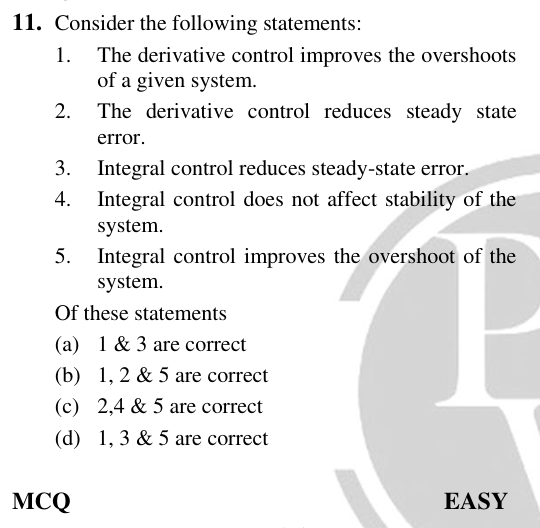 11. Consider the following statements:
1. The derivative control improves the overshoots
of a given system.
2. The derivative control reduces steady state
error.
3. Integral control reduces steady-state error.
4. Integral control does not affect stability of the
system.
5. Integral control improves the overshoot of the
system.
Of these statements
(a) 1 & 3 are correct
(b) 1, 2 & 5 are correct
(c) 2,4 & 5 are correct
(d) 1, 3 & 5 are correct
MCQ EASY